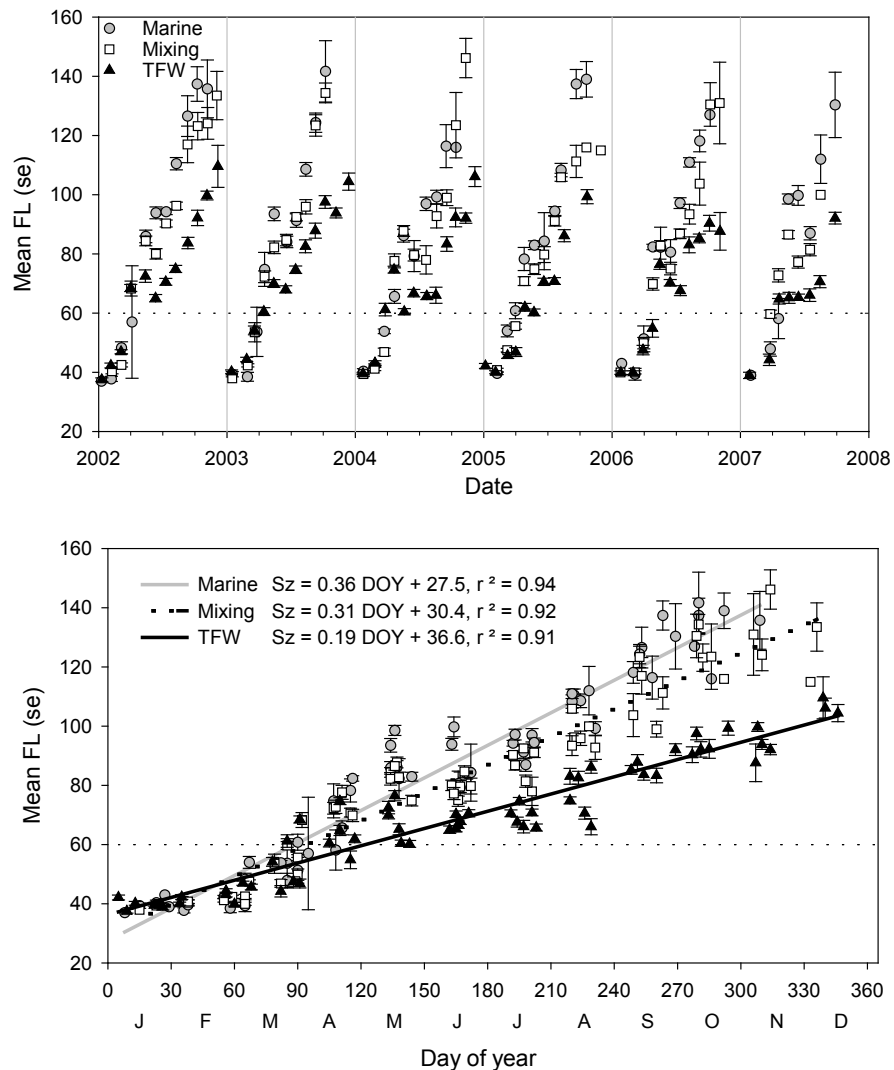 160
140
120
100
80
60
40
20
Mean FL (se)
Marine
Mixing
TFW
2002 2003 2004 2005 2006 2007 2008
Date
160
140
120
100
80
60
40
20
Mean FL (se)
Marine Sz = 0.36 DOY + 27.5, r ² = 0.94
Mixing Sz = 0.31 DOY + 30.4, r ² = 0.92
TFW Sz = 0.19 DOY + 36.6, r ² = 0.91
0 30 60 90 120 150 180 210 240 270 300 330 360
J F M A M J J A S O N D
Day of year